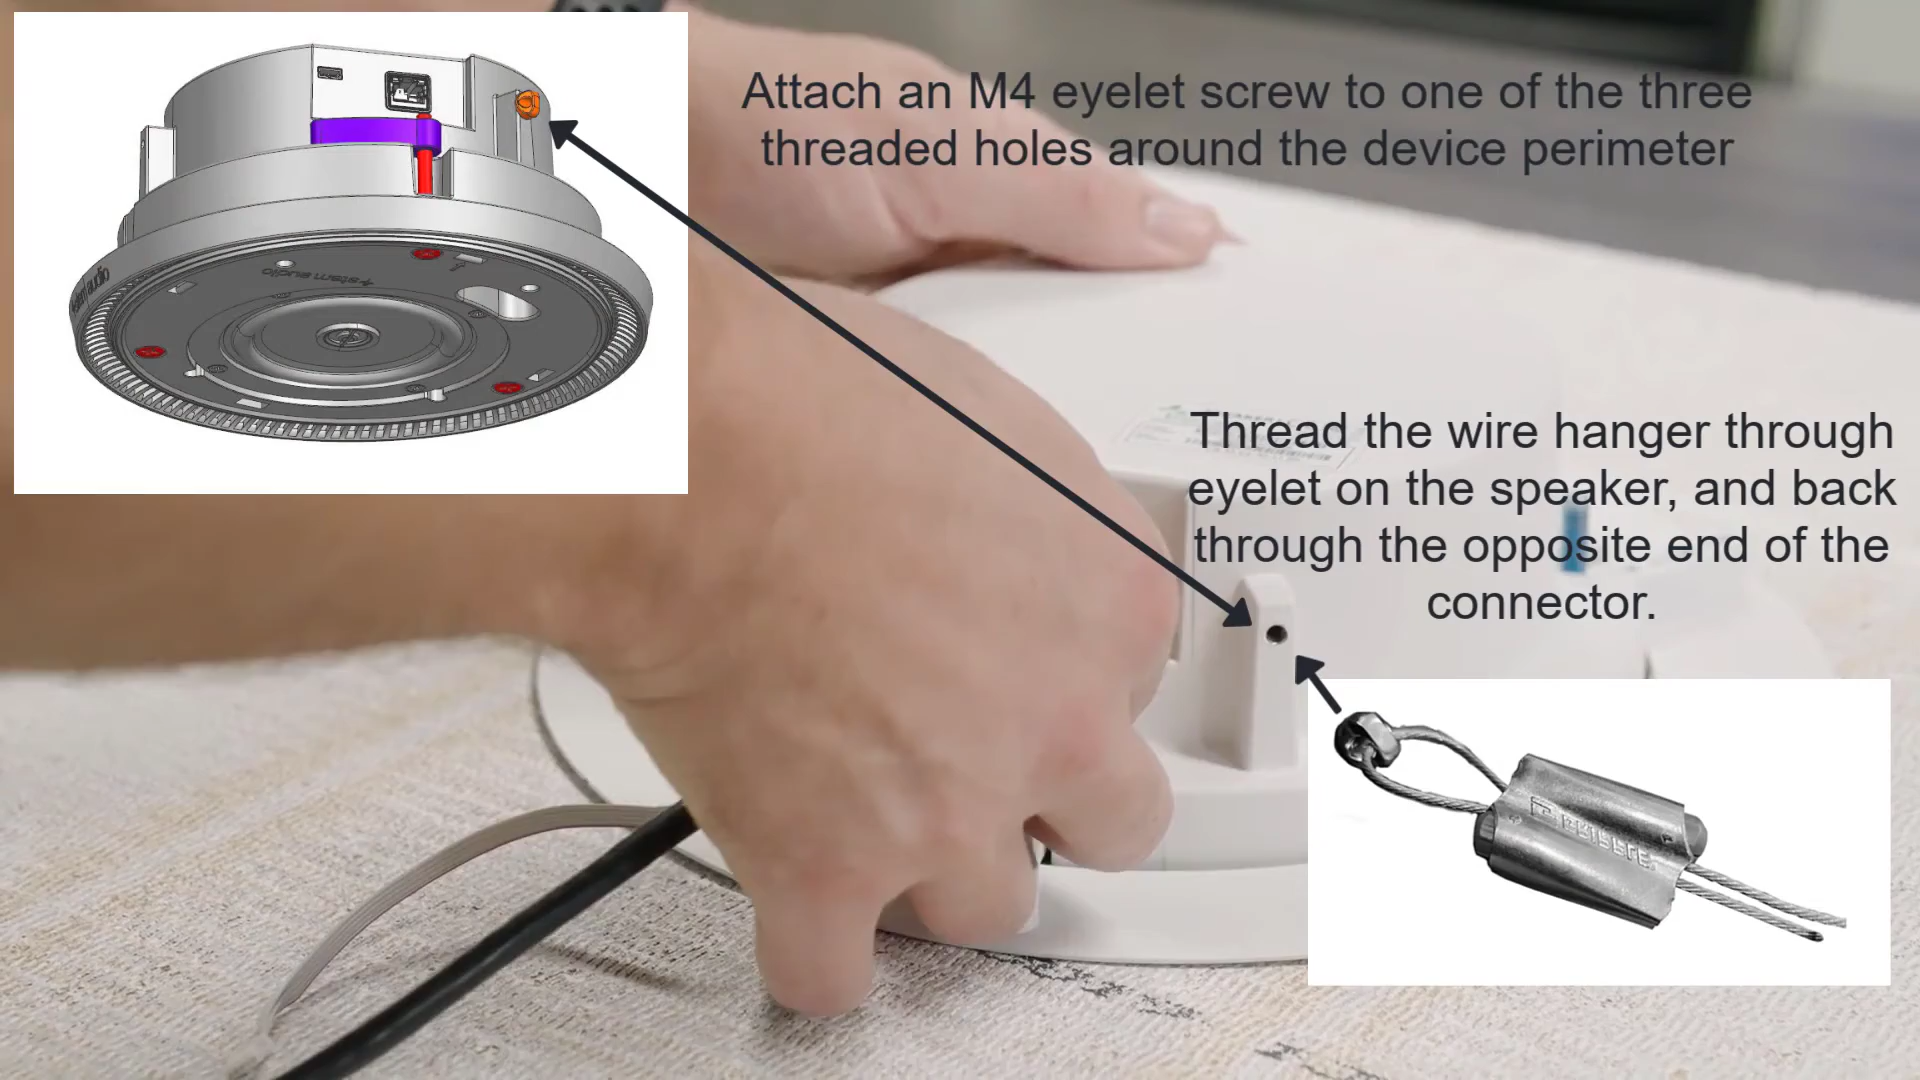 Attach an M4 eyelet screw to one of the three
threaded holes around the device perimeter
Thread the wire hanger through
eyelet on the speaker, and back
through the opposite end of the
connector.